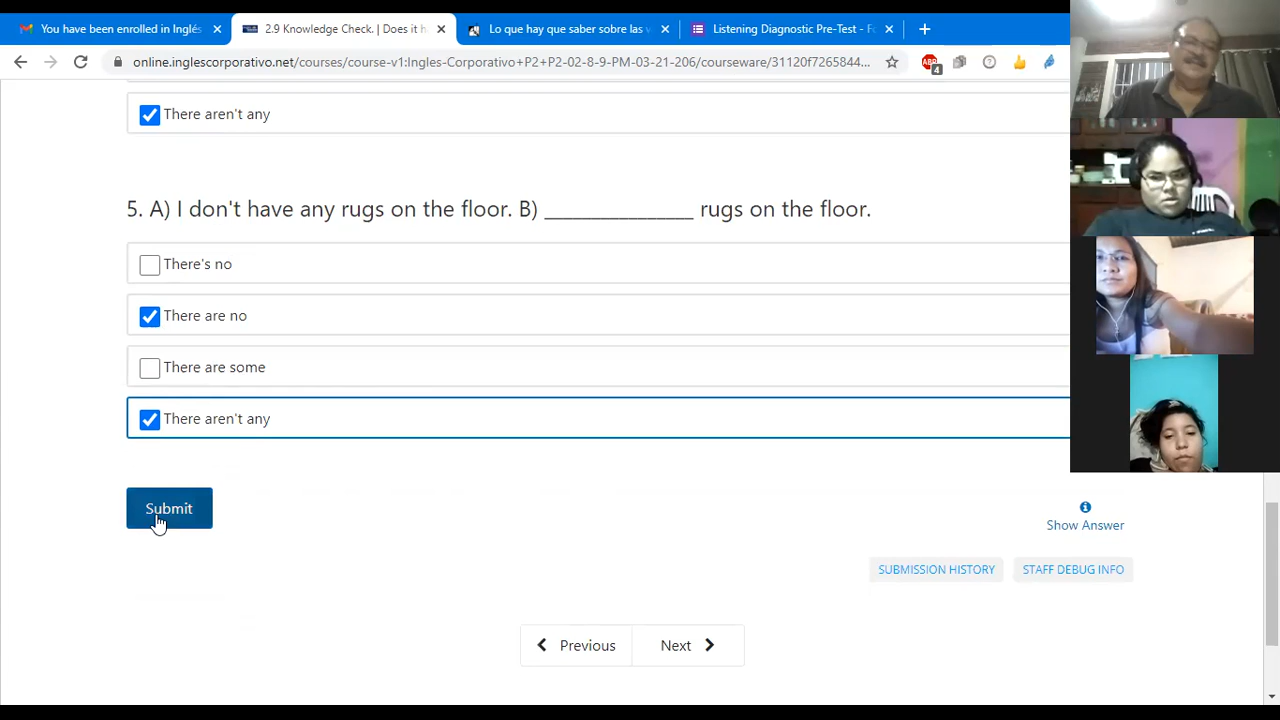 You have been enrolled in Inglés
2.9 Knowledge Check. | Does it h
Lo que hay que saber sobre las v
Listening Diagnostic Pre-Test - Fo
online.inglescorporativo.net/courses/course-v1:Ingles-Corporativo+P2+P2-02-8-9-PM-03-21-206/courseware/31120f7265844...
4
There aren't any
5. A) I don't have any rugs on the floor. B) ________________ rugs on the floor.
There's no
There are no
There are some
There aren't any
Submit
Show Answer
SUBMISSION HISTORY
STAFF DEBUG INFO
Previous
Next